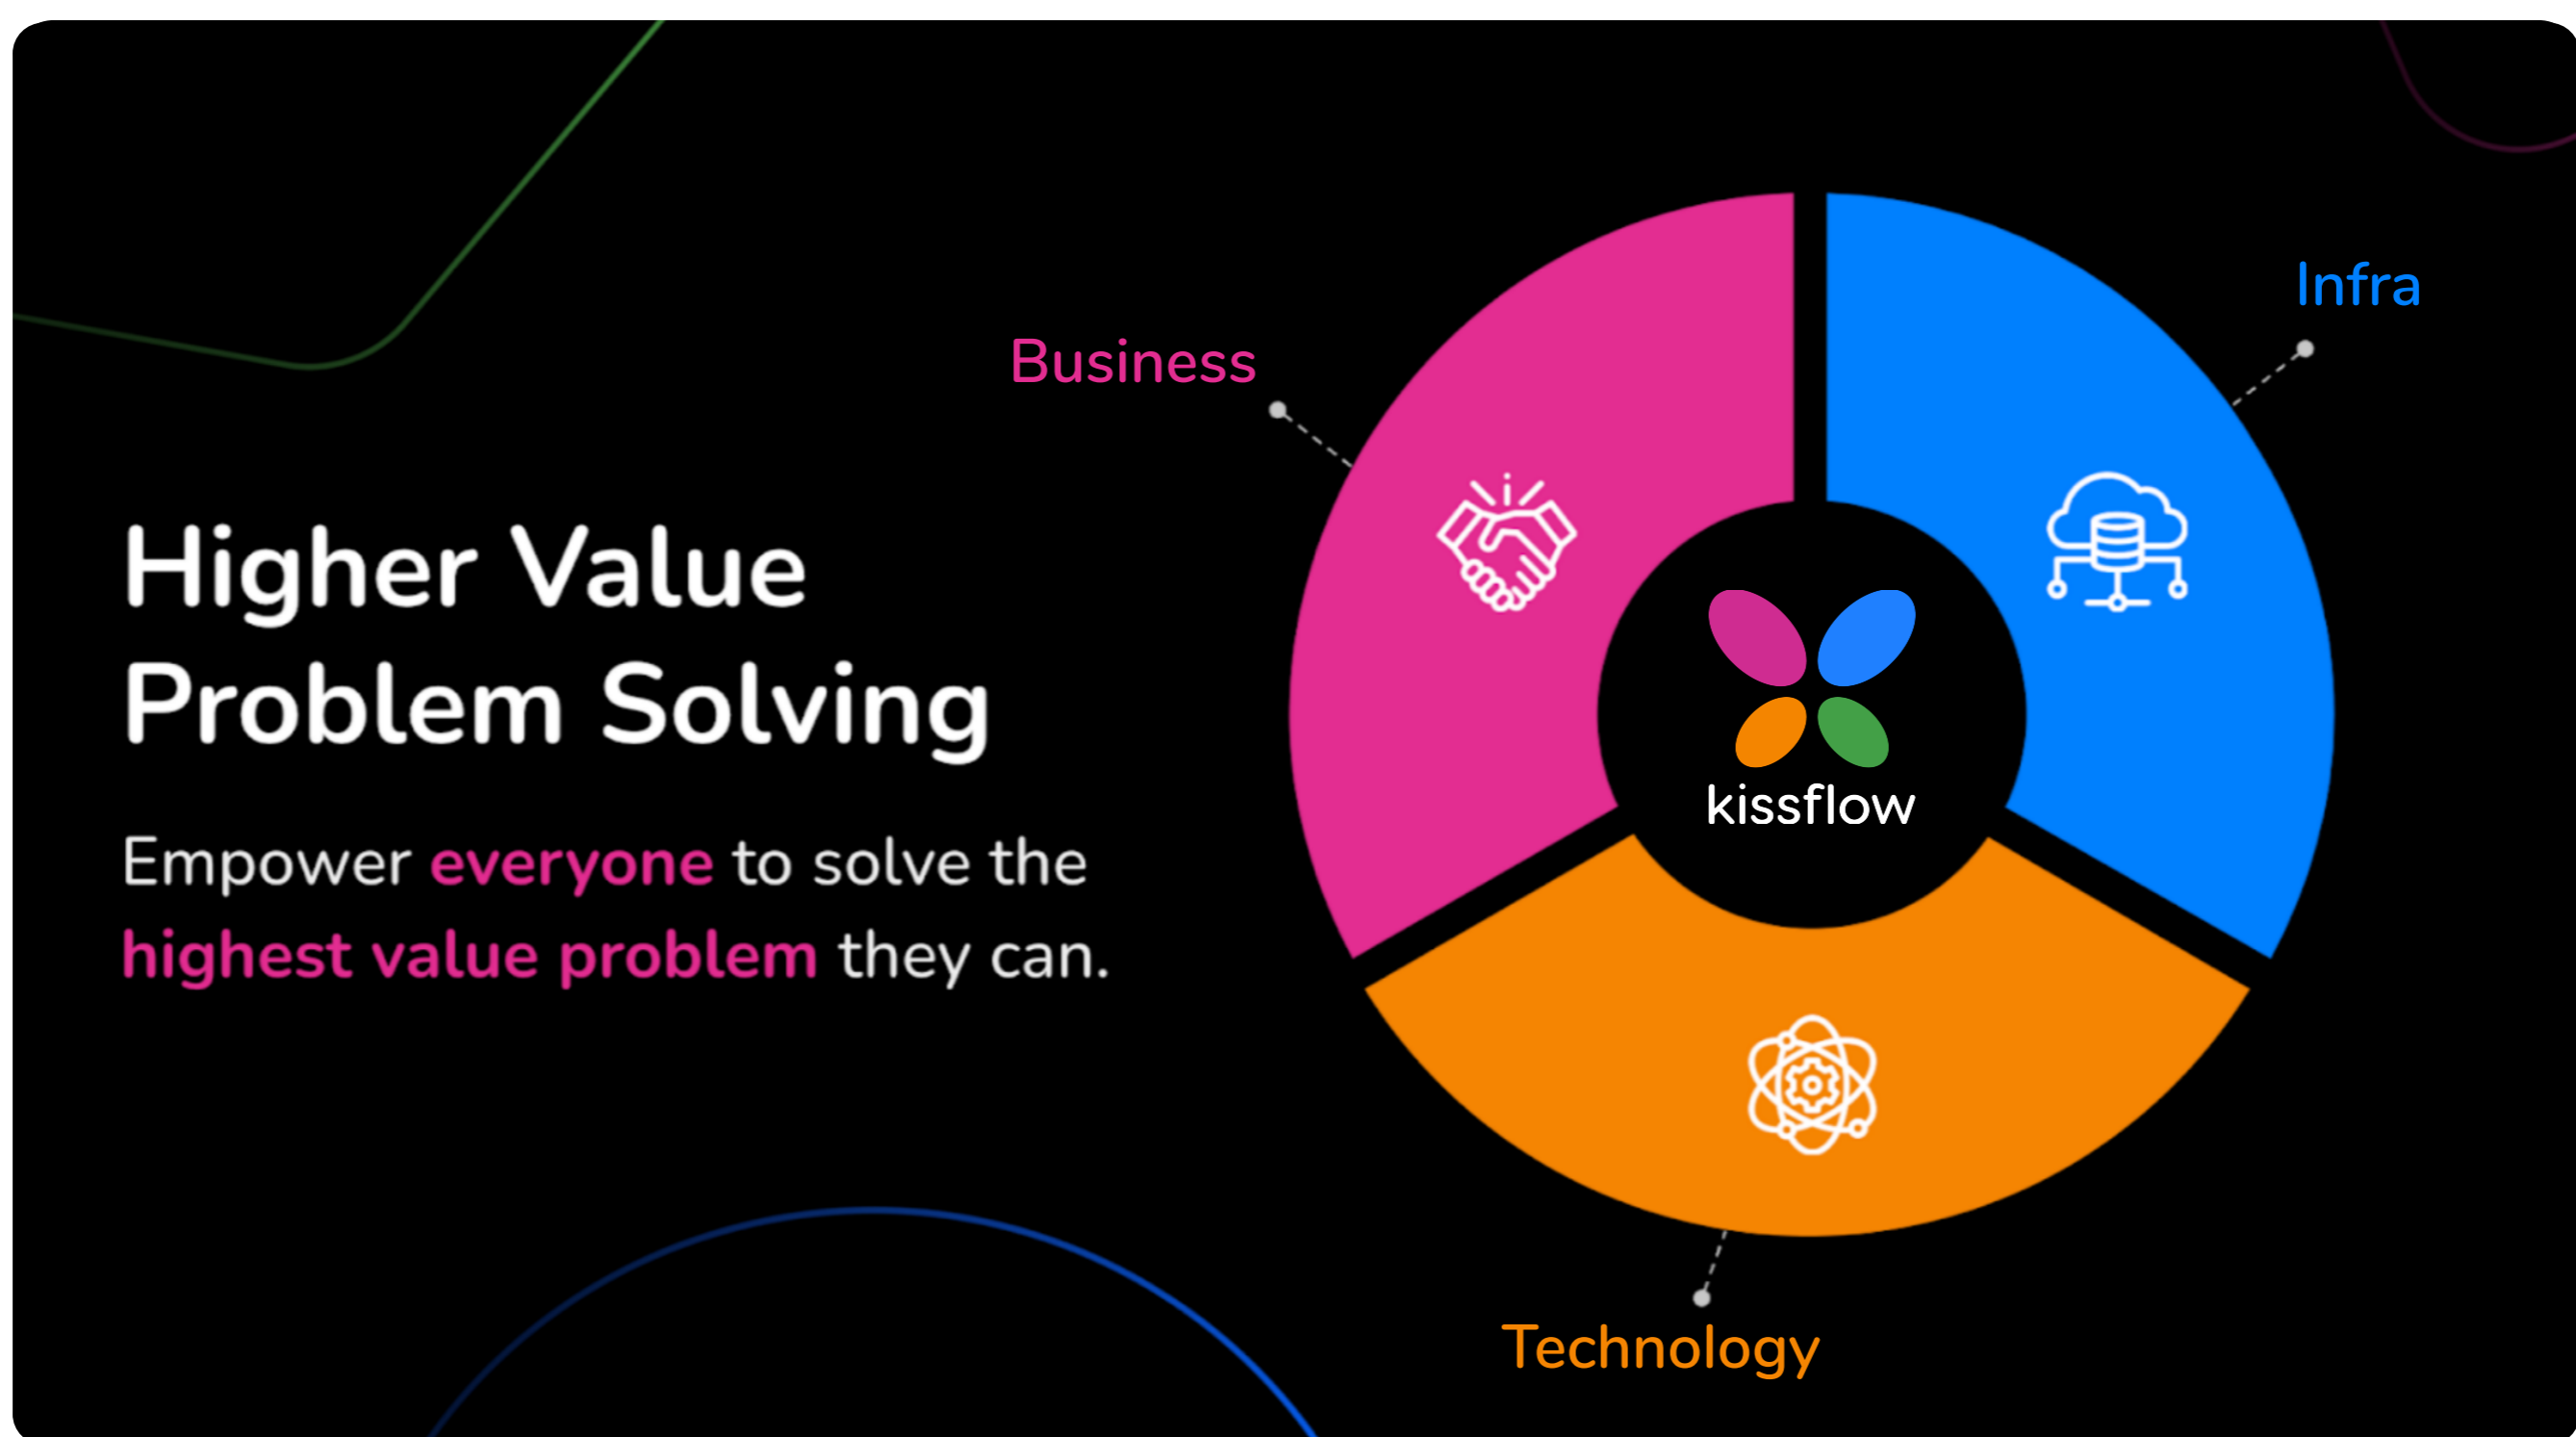 Higher Value
Problem Solving
Empower everyone to solve the
highest value problem they can.
Business
Infra
kissflow
Technology